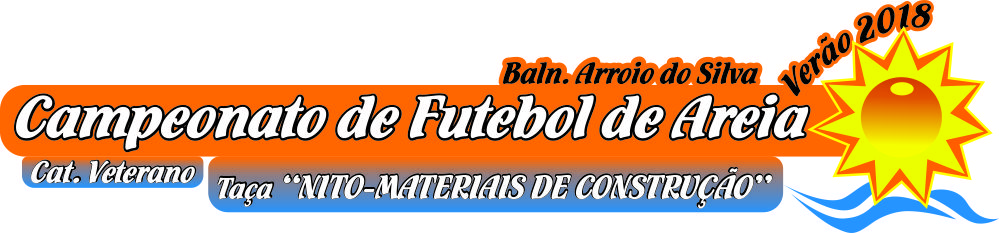 Verão 2018
Baln. Arroio do Silva
Campeonato de Futebol de Areia
Cat. Veterano
Taça “NITO-MATERIAIS DE CONSTRUÇÃO”